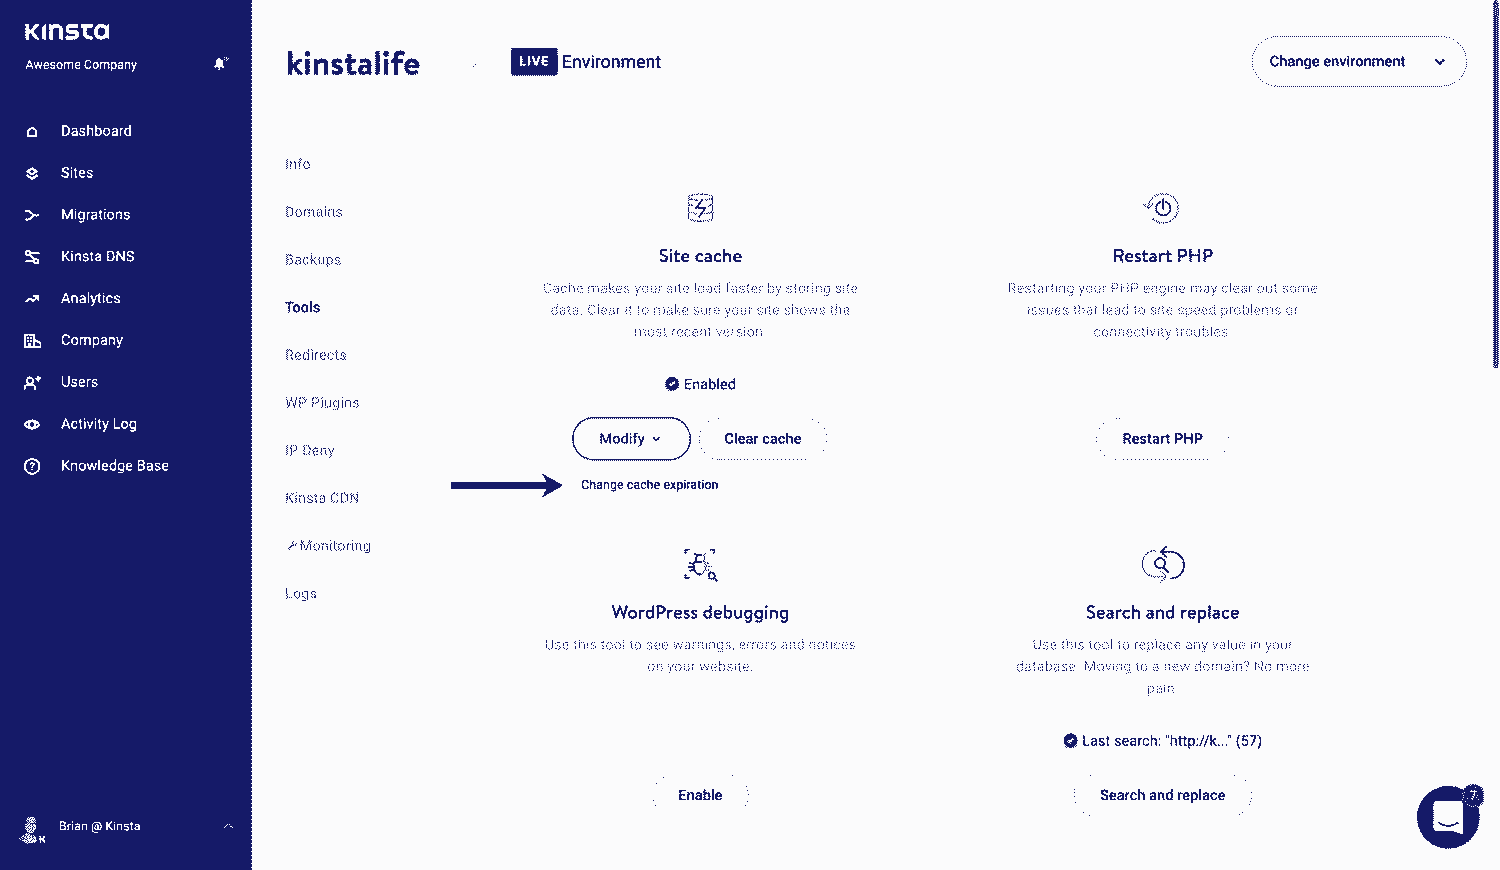 Kinsta
Awesome Company
Dashboard
Sites
Migrations
Kinsta DNS
Analytics
Company
Users
Activity Log
Knowledge Base
Brian @ Kinsta
kinstalife
LIVE Environment
Change environment
Info
Domains
Backups
Tools
Redirects
WP Plugins
IP Deny
Kinsta CDN
Monitoring
Logs
Site cache
Cache makes your site load faster by storing site
data. Clear it to make sure your site shows the
most recent version.
Enabled
Modify
Clear cache
Change cache expiration
Restart PHP
Restarting your PHP engine may clear out some
issues that lead to site speed problems or
connectivity troubles.
Restart PHP
WordPress debugging
Use this tool to see warnings, errors and notices
on your website.
Enable
Search and replace
Use this tool to replace any value in your
database. Moving to a new domain? No more
pain.
Last search: "http://k..." (57)
Search and replace
7